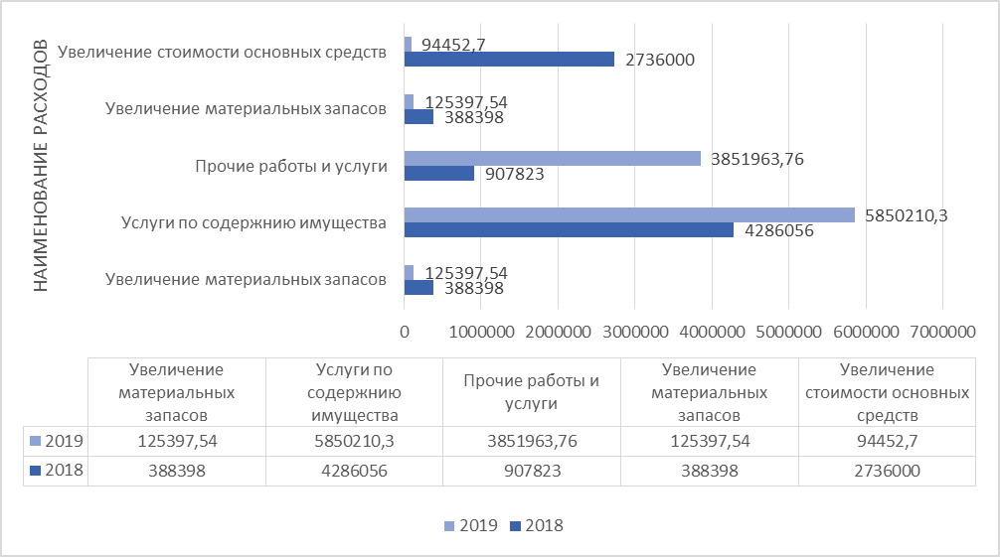 НАИМЕНОВАНИЕ РАСХОДОВ
Увеличение стоимости основных средств
94452,7
2736000
Увеличение материальных запасов
125397,54
388398
Прочие работы и услуги
3851963,76
907823
Услуги по содержнию имущества
5850210,3
4286056
Увеличение материальных запасов
125397,54
388398
0 1000000 2000000 3000000 4000000 5000000 6000000 7000000
Увеличение
материальных
запасов
Услуги по
содержнию
имущества
Прочие работы и
услуги
Увеличение
материальных
запасов
Увеличение
стоимости основных
средств
2019 125397,54 5850210,3 3851963,76 125397,54 94452,7
2018 388398 4286056 907823 388398 2736000
2019 2018